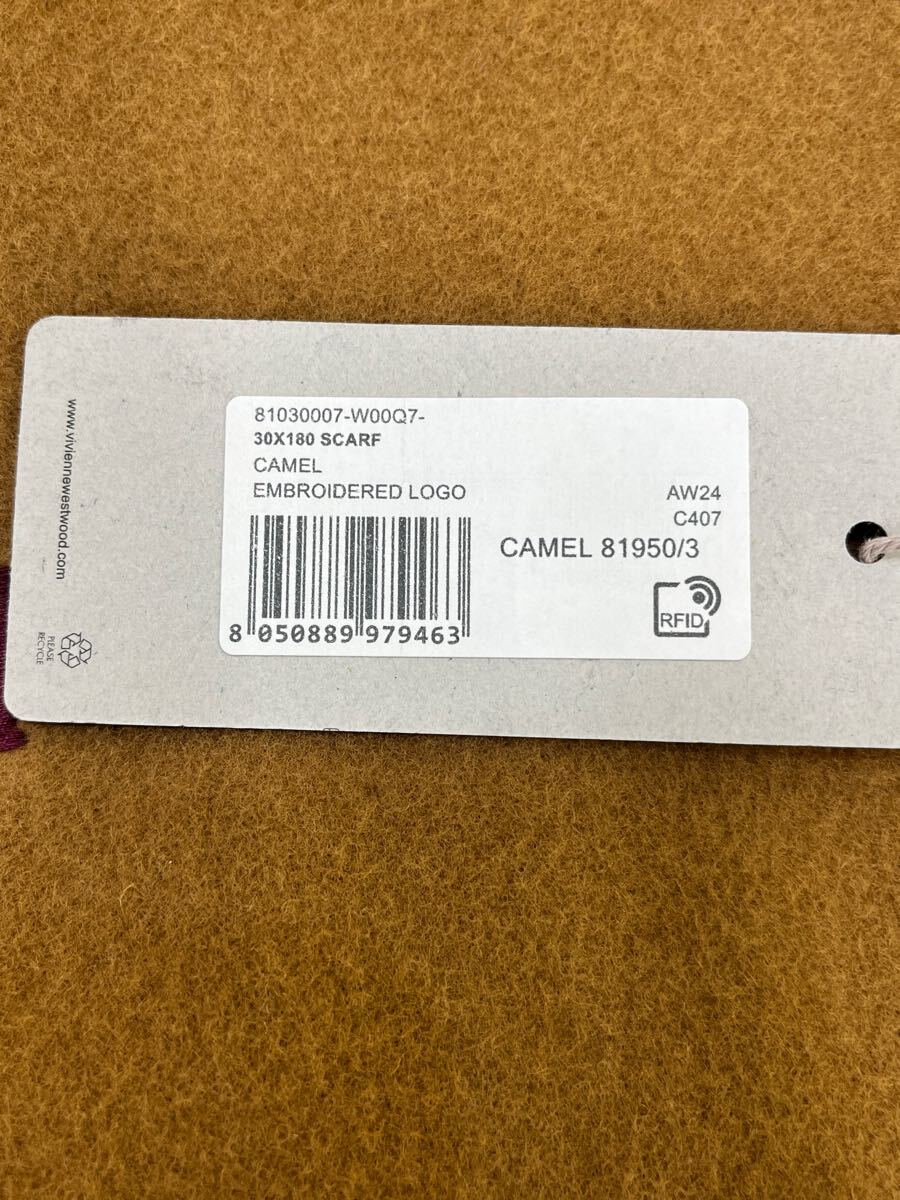 www.viviennewestwood.com
PLEASE
RECYCLE
81030007-W00Q7-
30X180 SCARF
CAMEL
EMBROIDERED LOGO
AW24
C407
CAMEL 81950/3
RFID
8 050889 979463